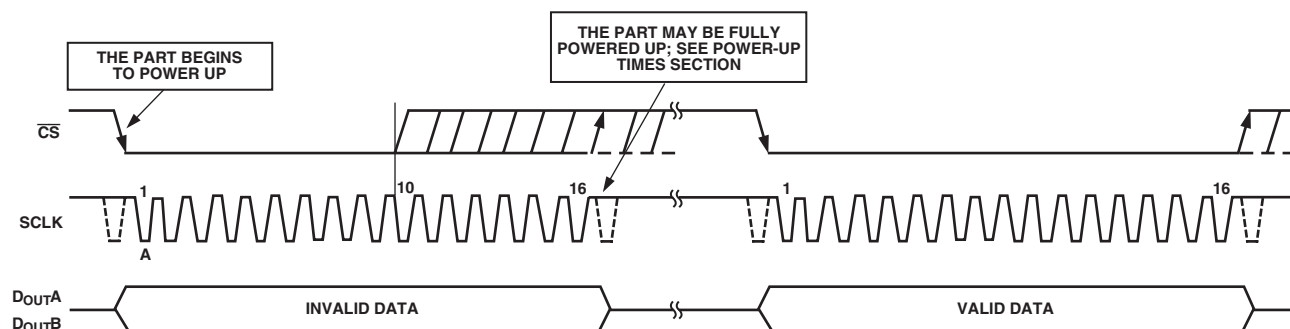 THE PART BEGINS
TO POWER UP
THE PART MAY BE FULLY
POWERED UP; SEE POWER-UP
TIMES SECTION
CS
1
10
16
1
16
SCLK
A
DOUTA
INVALID DATA
VALID DATA
DOUTB